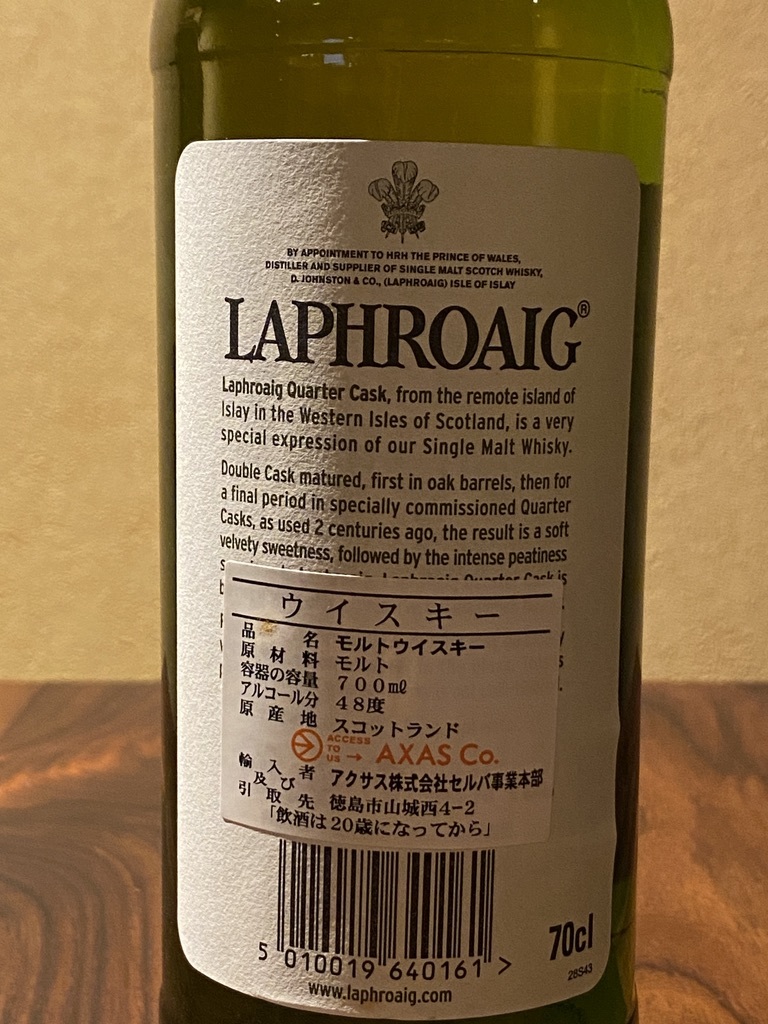 BY APPOINTMENT TO HRH THE PRINCE OF WALES,
DISTILLER AND SUPPLIER OF SINGLE MALT SCOTCH WHISKY,
D. JOHNSTON & CO., (LAPHROAIG) ISLE OF ISLAY
LAPHROAIG®
Laphroaig Quarter Cask, from the remote island of
Islay in the Western Isles of Scotland, is a very
special expression of our Single Malt Whisky.
Double Cask matured, first in oak barrels, then for
a final period in specially commissioned Quarter
Casks, as used 2 centuries ago, the result is a soft
velvety sweetness, followed by the intense peatiness
Laphroaig Quarter Cask is
ウイスキー
品名 モルトウイスキー
原材料 モルト
容器の容量 700㎖
アルコール分 48度
原産地 スコットランド
ACCESS TO US → AXAS Co.
輸入者及び引取先 アクサス株式会社セルバ事業本部
徳島市山城西4-2
「飲酒は20歳になってから」
5 010019 640161 >
70cl
28S43
www.laphroaig.com